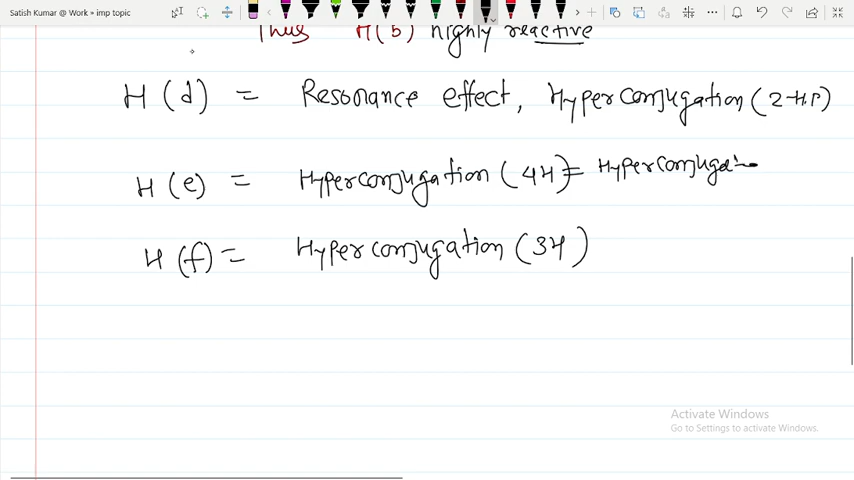 Satish Kumar @ Work » imp topic
Thus H(b) highly reactive
H (d) = Resonance effect, Hyperconjugation (2-H)
H (e) = Hyperconjugation (4H) = Hyperconjugation
H (f) = Hyperconjugation (3H)
Activate Windows
Go to Settings to activate Windows.